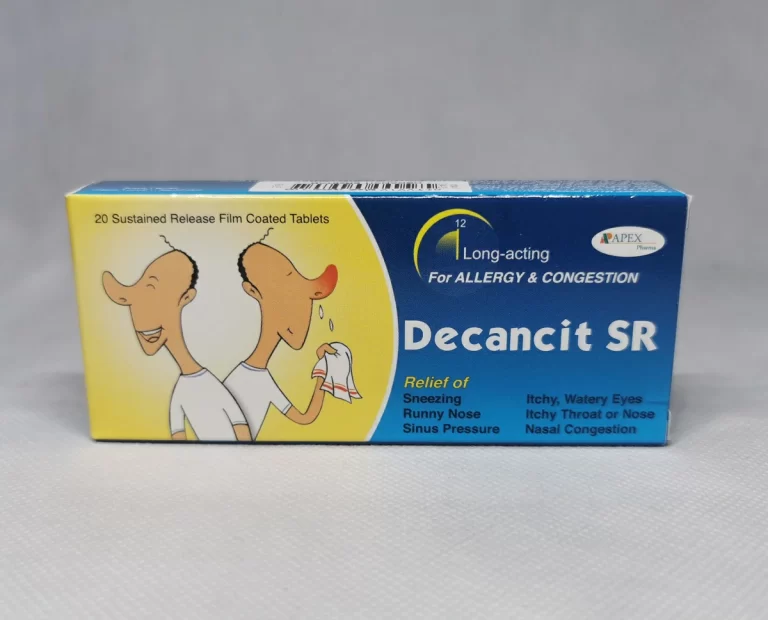 20 Sustained Release Film Coated Tablets
12
Long-acting
For ALLERGY & CONGESTION
APEX
Pharma
Decancit SR
Relief of
Sneezing
Runny Nose
Sinus Pressure
Itchy, Watery Eyes
Itchy Throat or Nose
Nasal Congestion